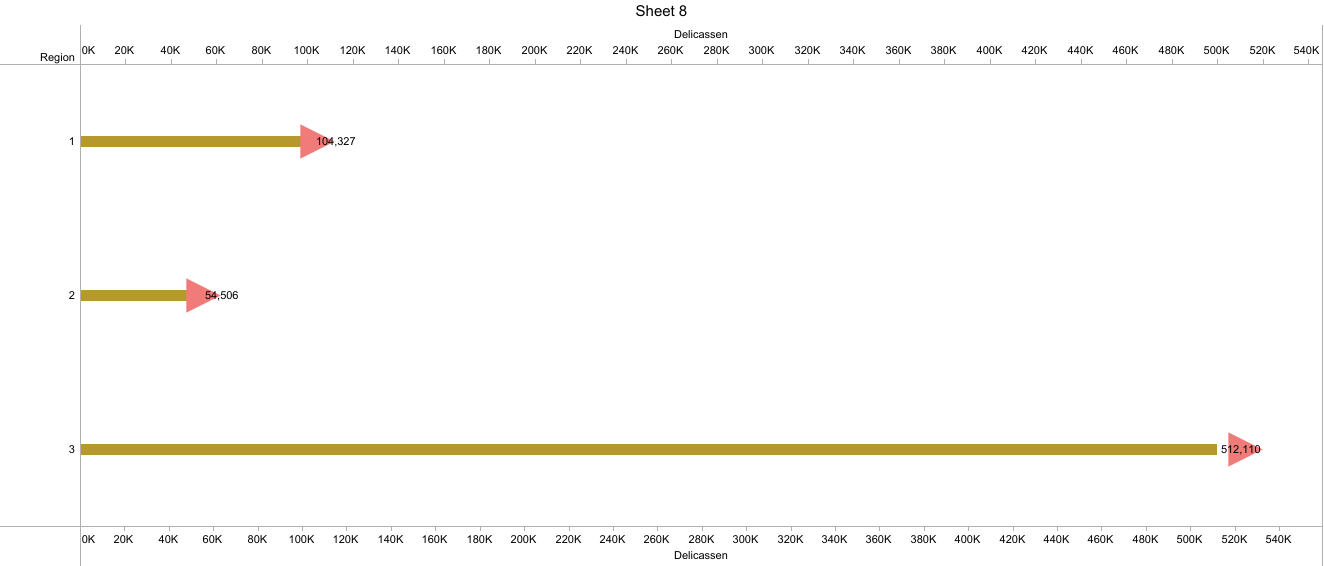 Sheet 8
Delicassen
Region 0K 20K 40K 60K 80K 100K 120K 140K 160K 180K 200K 220K 240K 260K 280K 300K 320K 340K 360K 380K 400K 420K 440K 460K 480K 500K 520K 540K
1 104,327
2 54,506
3 512,110
0K 20K 40K 60K 80K 100K 120K 140K 160K 180K 200K 220K 240K 260K 280K 300K 320K 340K 360K 380K 400K 420K 440K 460K 480K 500K 520K 540K
Delicassen